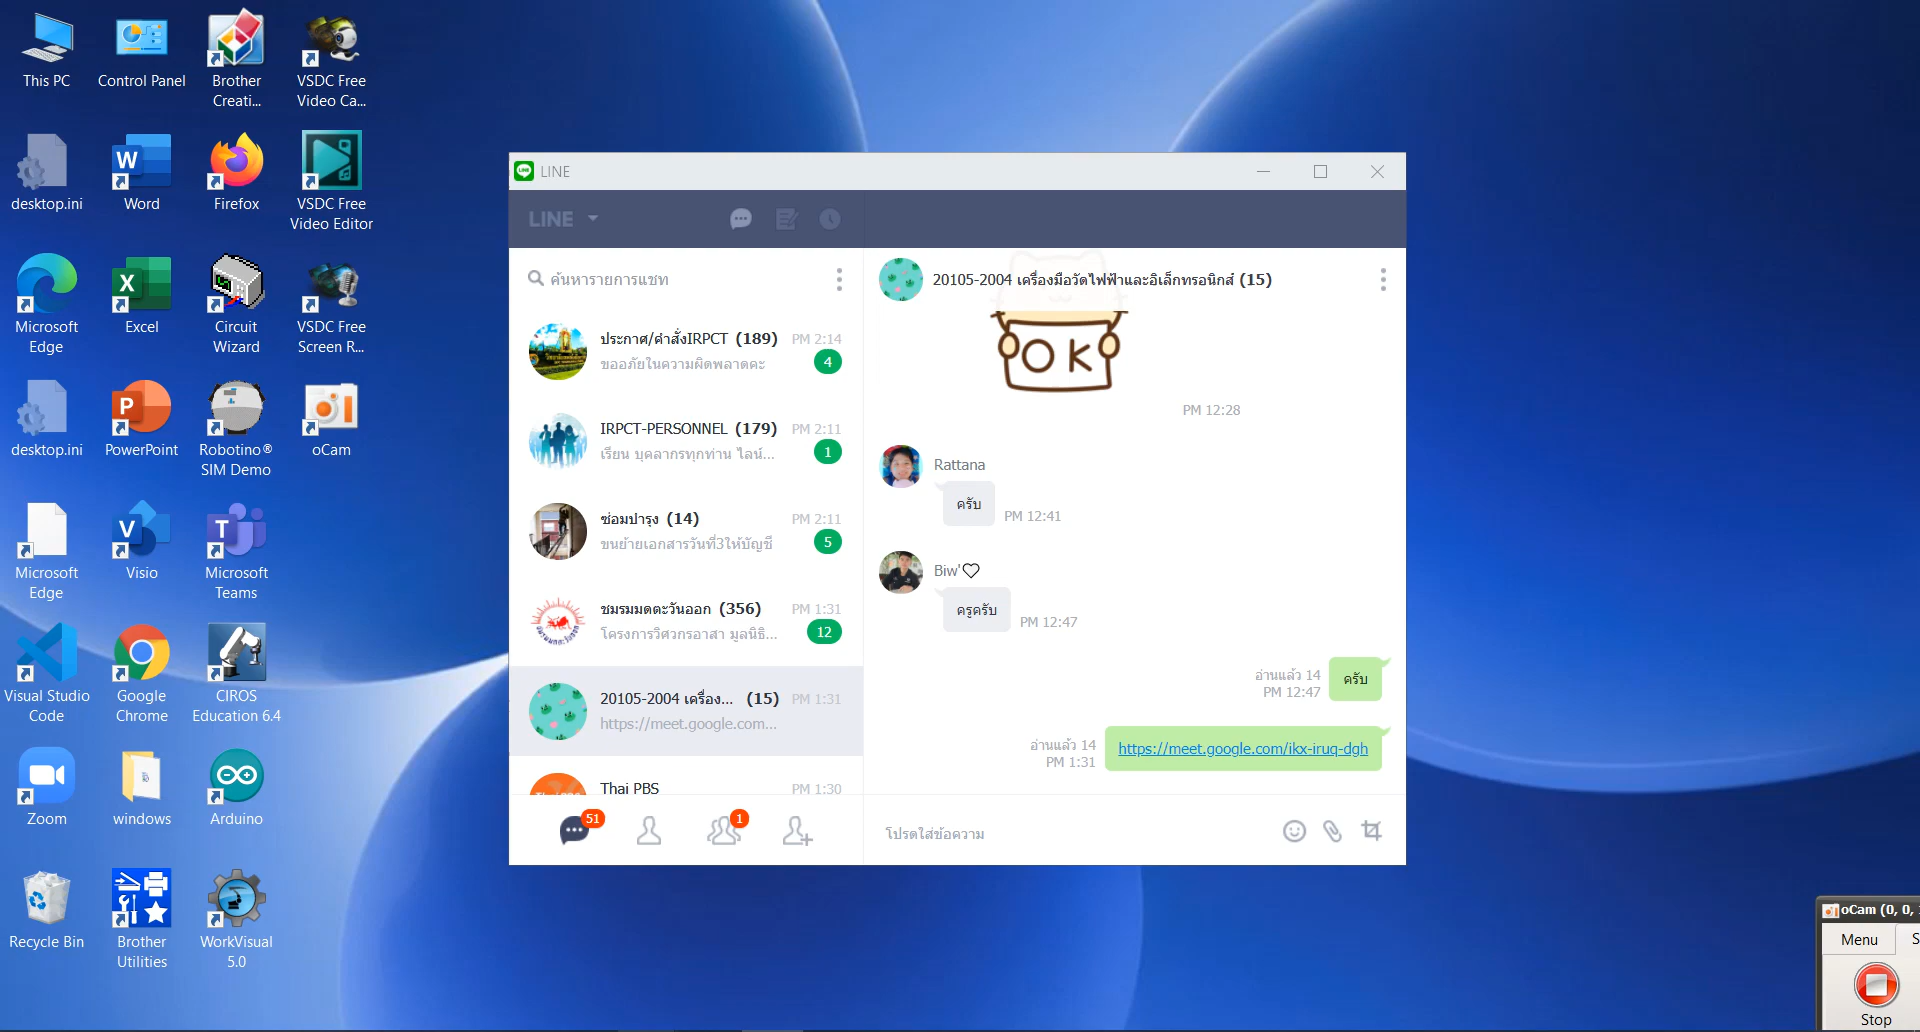 This PC
Control Panel
Brother
Creati...
VSDC Free
Video Ca...
desktop.ini
Word
Firefox
VSDC Free
Video Editor
Microsoft
Edge
Excel
Circuit
Wizard
VSDC Free
Screen R...
desktop.ini
PowerPoint
Robotino®
SIM Demo
oCam
Microsoft
Edge
Visio
Microsoft
Teams
Visual Studio
Code
Google
Chrome
CIROS
Education 6.4
Zoom
windows
Arduino
Recycle Bin
Brother
Utilities
WorkVisual
5.0
LINE
LINE
ค้นหารายการแชท
ประกาศ/คำสั่งIRPCT (189) PM 2:14
ขออภัยในความผิดพลาดคะ 4
IRPCT-PERSONNEL (179) PM 2:11
เรียน บุคลากรทุกท่าน ไลน์... 1
ซ่อมบำรุง (14) PM 2:11
ขนย้ายเอกสารวันที่3ให้บัญชี 5
ชมรมมดตะวันออก (356) PM 1:31
โครงการวิศวกรอาสา มูลนิธิ... 12
20105-2004 เครื่อง... (15) PM 1:31
https://meet.google.com...
Thai PBS PM 1:30
51
1
20105-2004 เครื่องมือวัดไฟฟ้าและอิเล็กทรอนิกส์ (15)
OK
PM 12:28
Rattana
ครับ
PM 12:41
Biw'♡
ครูครับ
PM 12:47
อ่านแล้ว 14
PM 12:47
ครับ
อ่านแล้ว 14
PM 1:31
https://meet.google.com/ikx-iruq-dgh
โปรดใส่ข้อความ
oCam (0, 0,
Menu
Stop